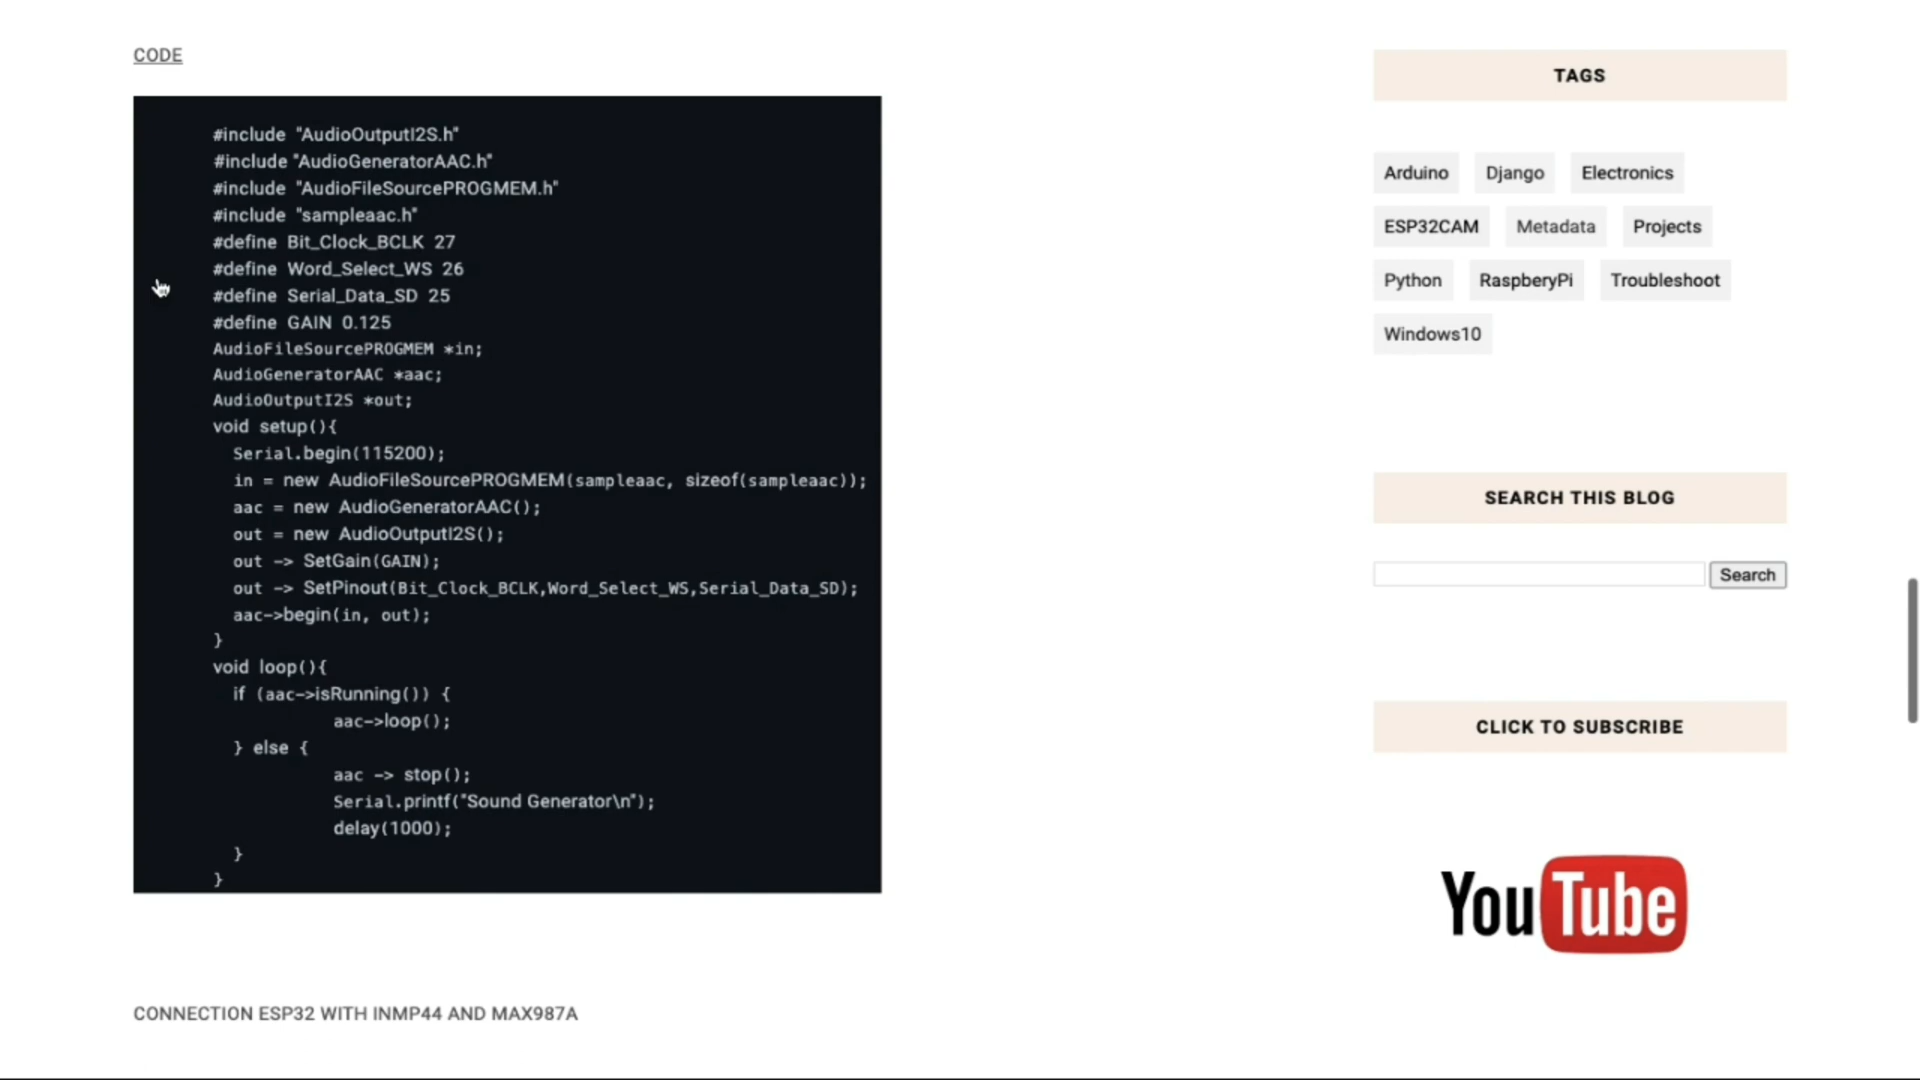 CODE
#include "AudioOutputI2S.h"
#include "AudioGeneratorAAC.h"
#include "AudioFileSourcePROGMEM.h"
#include "sampleaac.h"
#define Bit_Clock_BCLK 27
#define Word_Select_WS 26
#define Serial_Data_SD 25
#define GAIN 0.125
AudioFileSourcePROGMEM *in;
AudioGeneratorAAC *aac;
AudioOutputI2S *out;
void setup(){
Serial.begin(115200);
in = new AudioFileSourcePROGMEM(sampleaac, sizeof(sampleaac));
aac = new AudioGeneratorAAC();
out = new AudioOutputI2S();
out -> SetGain(GAIN);
out -> SetPinout(Bit_Clock_BCLK,Word_Select_WS,Serial_Data_SD);
aac->begin(in, out);
}
void loop(){
if (aac->isRunning()) {
aac->loop();
} else {
aac -> stop();
Serial.printf("Sound Generator\n");
delay(1000);
}
}
CONNECTION ESP32 WITH INMP44 AND MAX987A
TAGS
Arduino Django Electronics
ESP32CAM Metadata Projects
Python RaspberyPi Troubleshoot
Windows10
SEARCH THIS BLOG
Search
CLICK TO SUBSCRIBE
YouTube